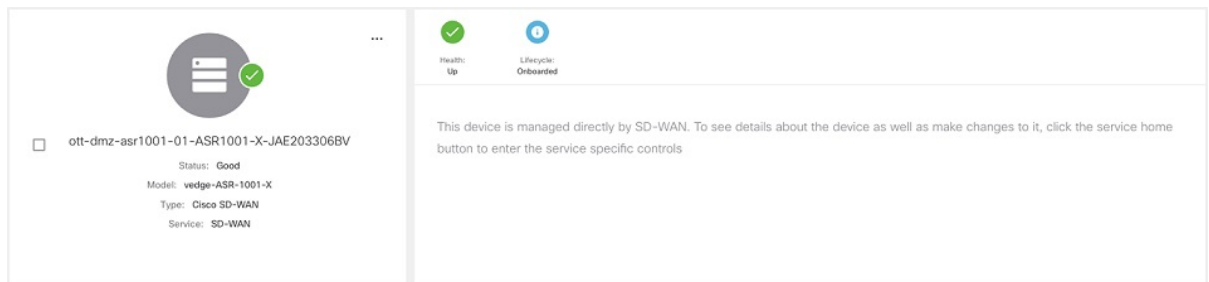 ...
ott-dmz-asr1001-01-ASR1001-X-JAE203306BV
Status: Good
Model: vedge-ASR-1001-X
Type: Cisco SD-WAN
Service: SD-WAN
Health:
Up
Lifecycle:
Onboarded
This device is managed directly by SD-WAN. To see details about the device as well as make changes to it, click the service home
button to enter the service specific controls